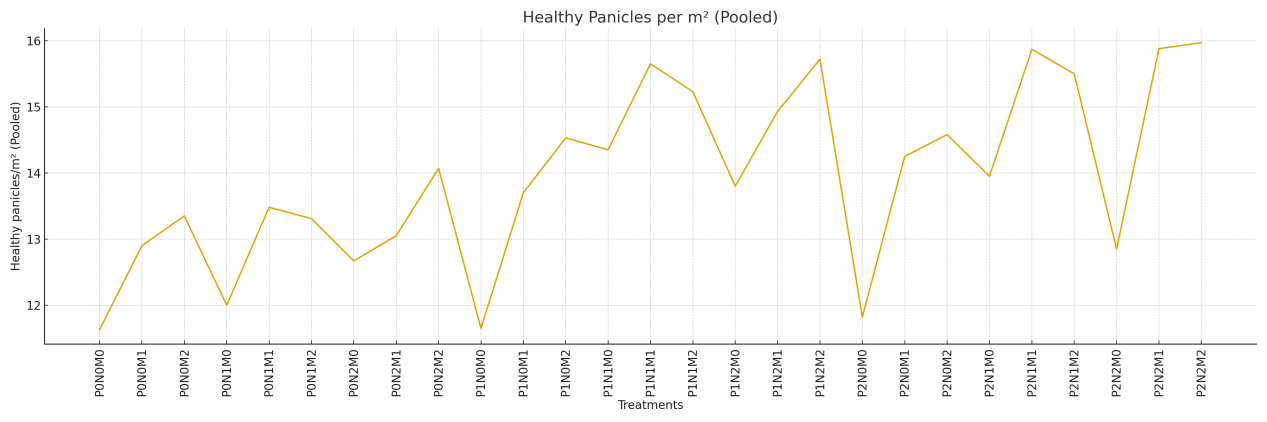 Healthy Panicles per m² (Pooled)
Healthy panicles/m² (Pooled)
16
15
14
13
12
P0N0M0
P0N0M1
P0N0M2
P0N1M0
P0N1M1
P0N1M2
P0N2M0
P0N2M1
P0N2M2
P1N0M0
P1N0M1
P1N0M2
P1N1M0
P1N1M1
P1N1M2
P1N2M0
P1N2M1
P1N2M2
P2N0M0
P2N0M1
P2N0M2
P2N1M0
P2N1M1
P2N1M2
P2N2M0
P2N2M1
P2N2M2
Treatments